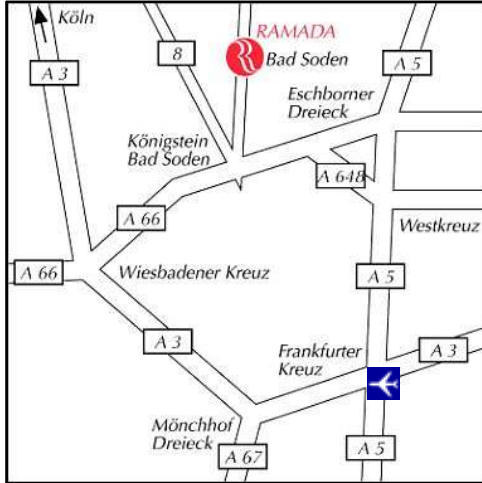 Köln
RAMADA
8
Bad Soden
A 3
A 5
Eschborner
Dreieck
Königstein
Bad Soden
A 648
A 66
Westkreuz
A 66
Wiesbadener Kreuz
A 5
A 3
Frankfurter
Kreuz
A 3
Mönchhof
Dreieck
A 67
A 5